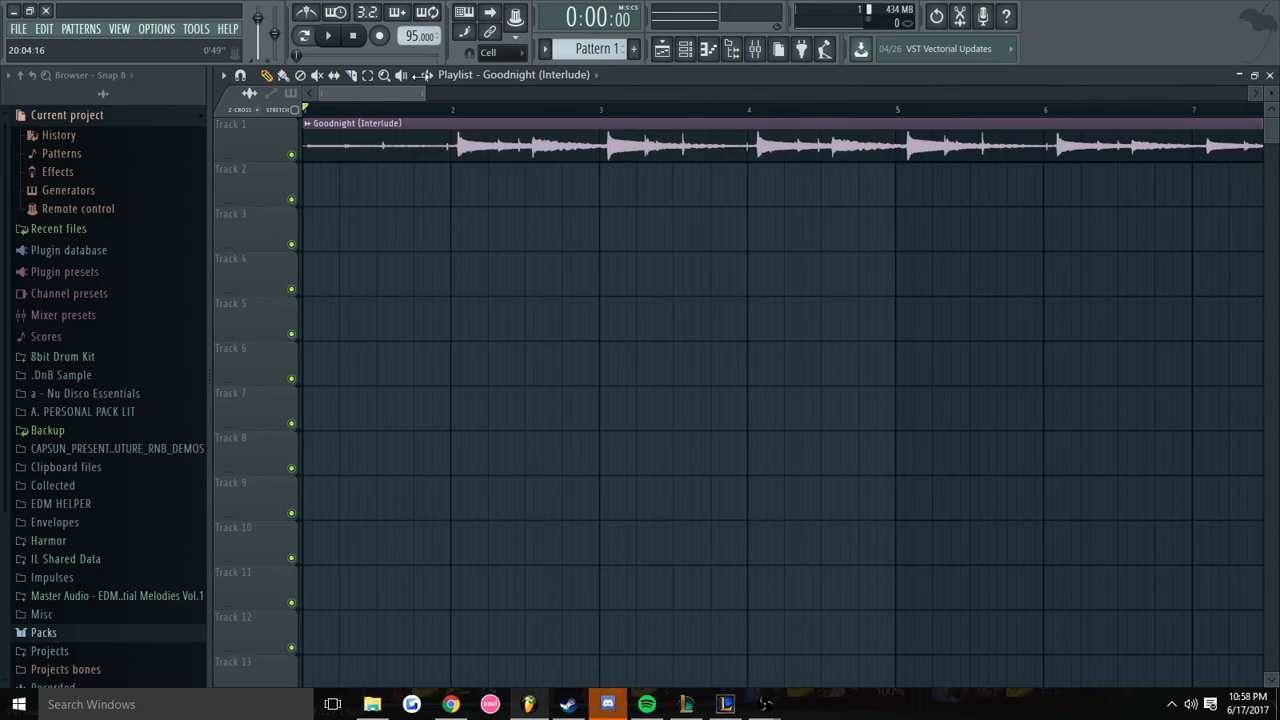 FILE EDIT PATTERNS VIEW OPTIONS TOOLS HELP
20:04:16 0'49"
3.2.
95.000
Cell
0:00:00
M:S:CS
Pattern 1
1 434 MB
0
04/26 VST Vectorial Updates
Browser - Snap 8
Playlist - Goodnight (Interlude)
Z-CROSS STRETCH
2 3 4 5 6 7
Current project
History
Patterns
Effects
Generators
Remote control
Recent files
Plugin database
Plugin presets
Channel presets
Mixer presets
Scores
8bit Drum Kit
.DnB Sample
a - Nu Disco Essentials
A. PERSONAL PACK LIT
Backup
CAPSUN_PRESENT..UTURE_RNB_DEMOS
Clipboard files
Collected
EDM HELPER
Envelopes
Harmor
IL Shared Data
Impulses
Master Audio - EDM..tial Melodies Vol.1
Misc
Packs
Projects
Projects bones
Track 1
Goodnight (Interlude)
Track 2
Track 3
Track 4
Track 5
Track 6
Track 7
Track 8
Track 9
Track 10
Track 11
Track 12
Track 13
Search Windows
osu!
100%
10:58 PM
6/17/2017